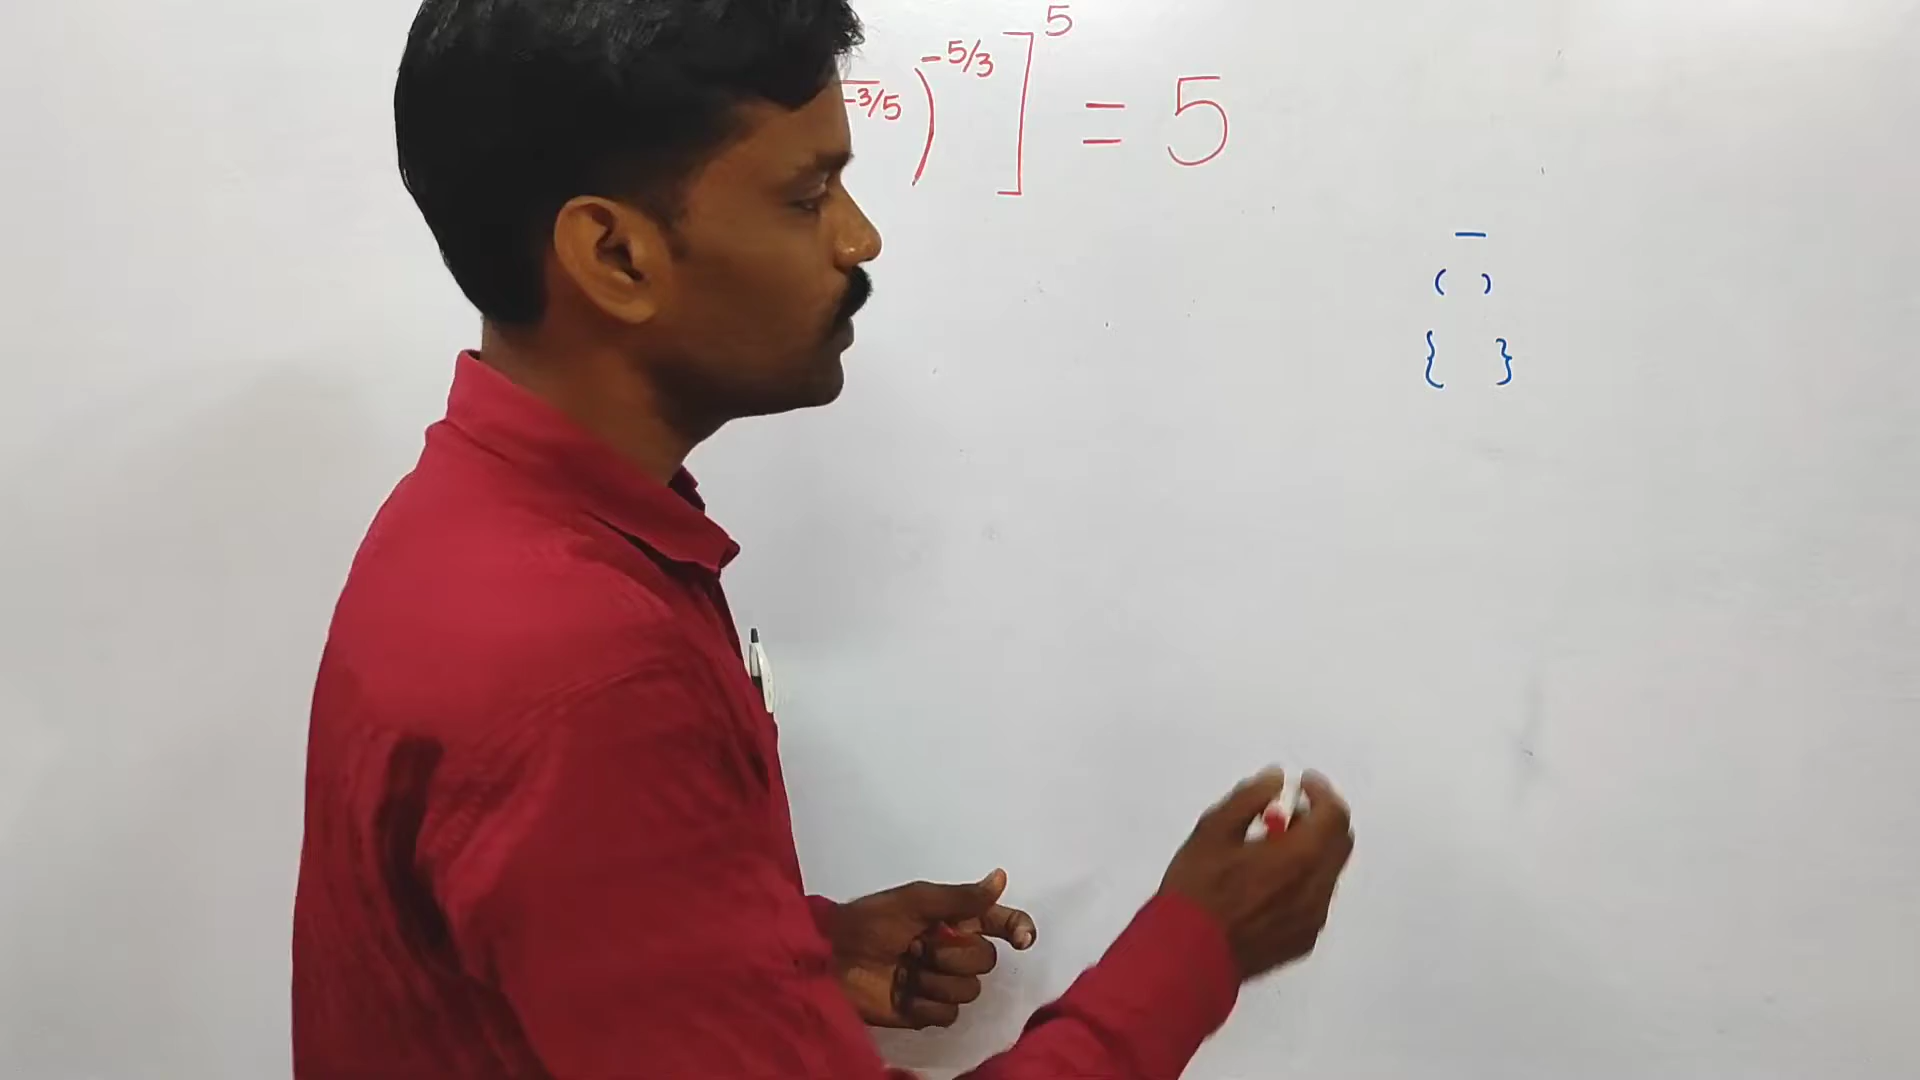 -3/5 )^-5/3 ]^5 = 5
—
( )
{ }